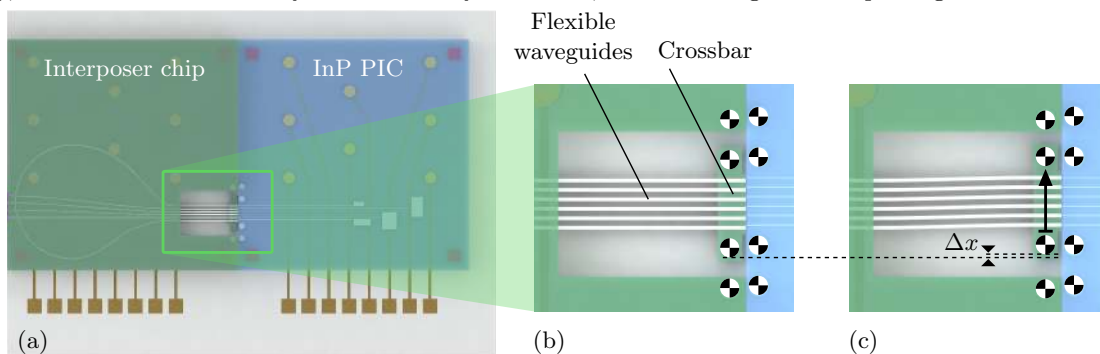 Interposer chip
InP PIC
Flexible
waveguides
Crossbar
Δx
(a)
(b)
(c)